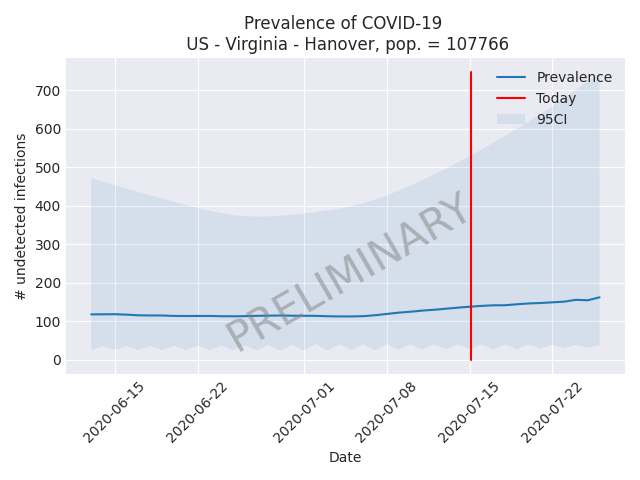 Prevalence of COVID-19
US - Virginia - Hanover, pop. = 107766
Prevalence
Today
95CI
PRELIMINARY
# undetected infections
700
600
500
400
300
200
100
0
2020-06-15
2020-06-22
2020-07-01
2020-07-08
2020-07-15
2020-07-22
Date